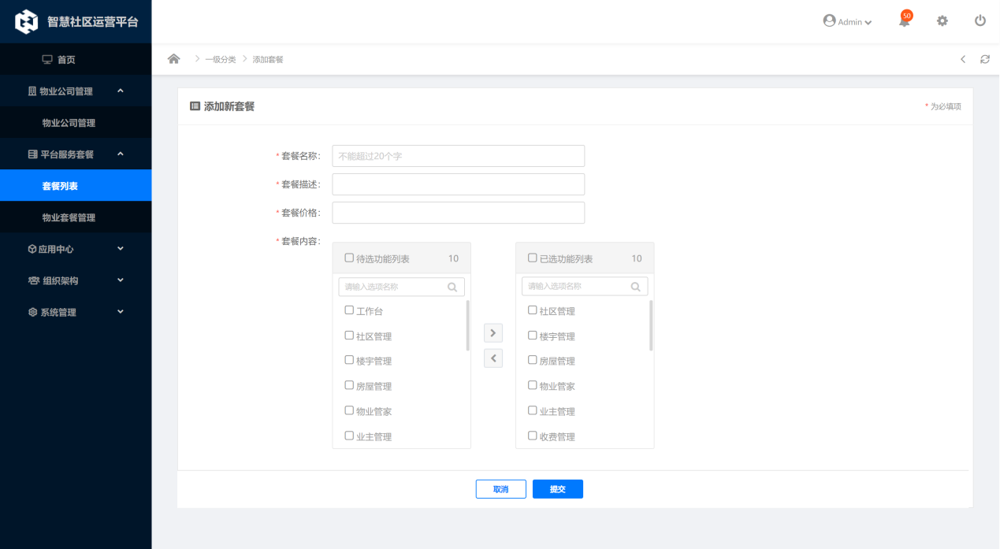 智慧社区运营平台
Admin
50
首页
物业公司管理
物业公司管理
平台服务套餐
套餐列表
物业套餐管理
应用中心
组织架构
系统管理
一级分类
添加套餐
添加新套餐
* 为必填项
* 套餐名称：
不能超过20个字
* 套餐描述：
* 套餐价格：
* 套餐内容：
待选功能列表 10
请输入选项名称
工作台
社区管理
楼宇管理
房屋管理
物业管家
业主管理
已选功能列表 10
请输入选项名称
社区管理
楼宇管理
房屋管理
物业管家
业主管理
收费管理
取消
提交